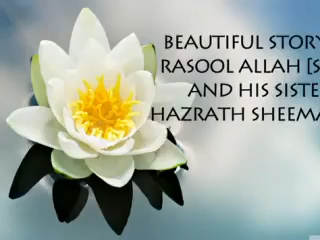 BEAUTIFUL STORY
RASOOL ALLAH [S
AND HIS SISTE
HAZRATH SHEEMA